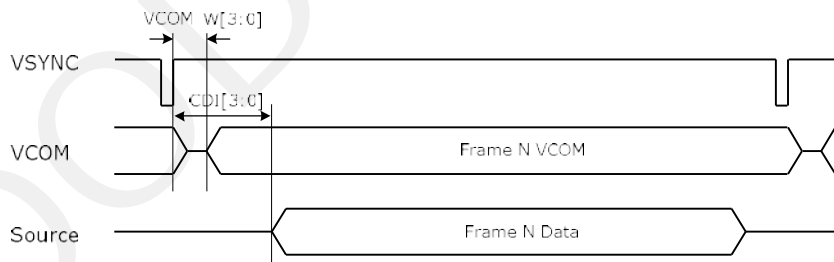 VCOM W[3:0]
VSYNC
CDI[3:0]
VCOM
Frame N VCOM
Source
Frame N Data